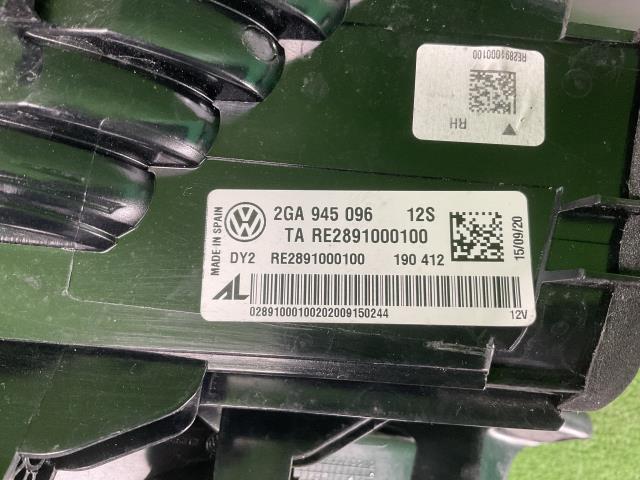 RE2891000100
RH
MADE IN SPAIN
2GA 945 096 12S
TA RE2891000100
DY2 RE2891000100 190 412
15/09/20
AL
02891000100202009150244
12V